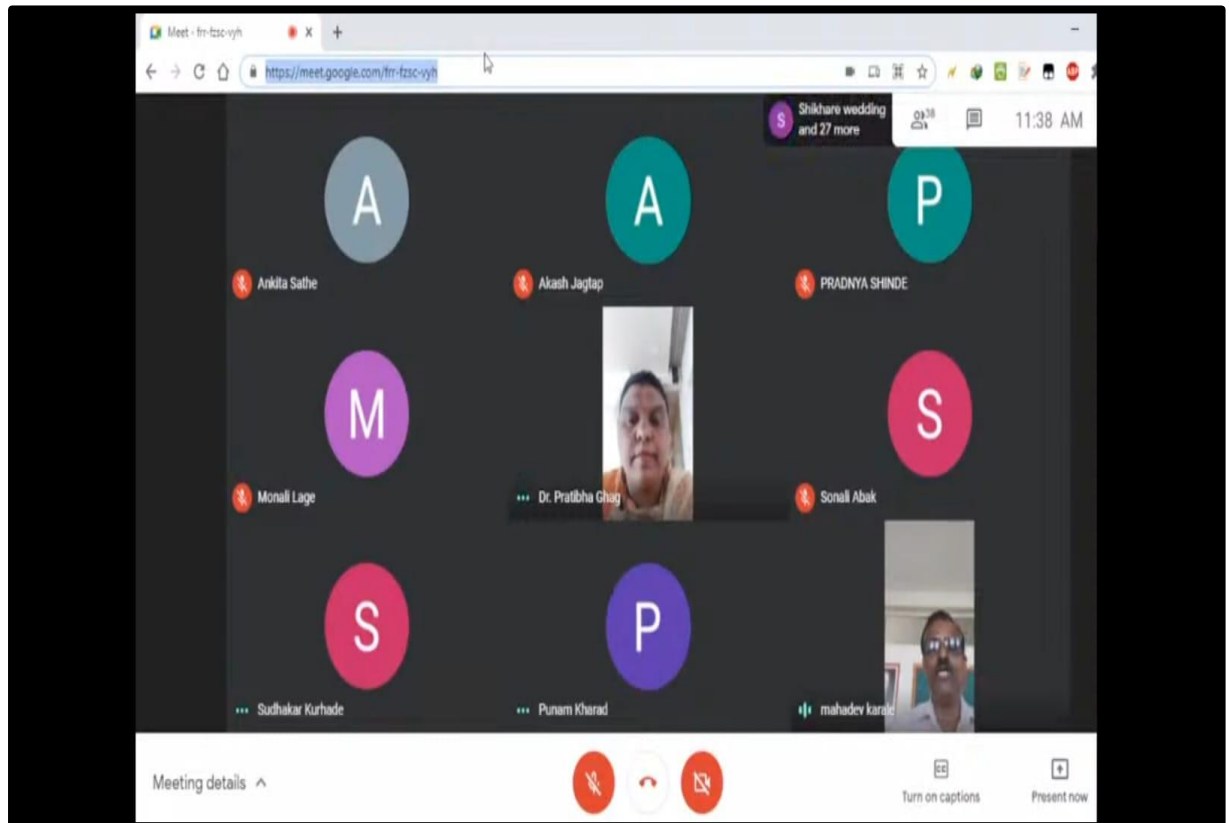 Meet - frr-fzsc-vyh
https://meet.google.com/frr-fzsc-vyh
ABP
S
Shikhare wedding
and 27 more
38
11:38 AM
A
A
P
Ankita Sathe
Akash Jagtap
PRADNYA SHINDE
M
S
Monali Lage
Dr. Pratibha Ghag
Sonali Abak
S
P
Sudhakar Kurhade
Punam Kharad
mahadev karale
Meeting details
CC
Turn on captions
Present now